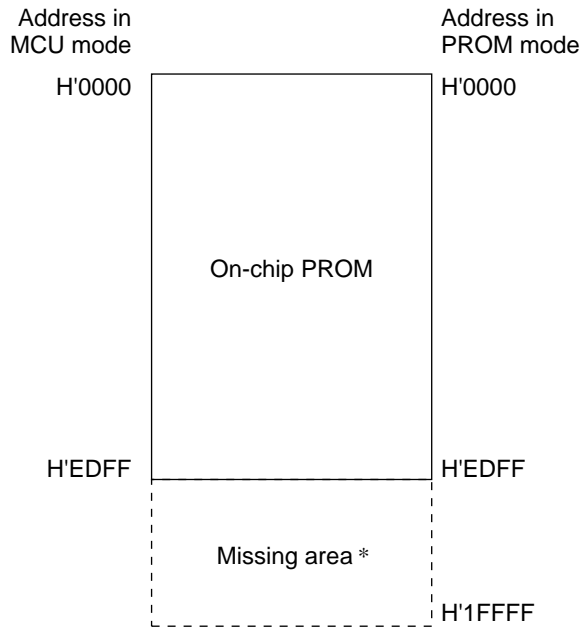 Address in
MCU mode
Address in
PROM mode
H'0000
H'0000
On-chip PROM
H'EDFF
H'EDFF
Missing area *
H'1FFFF